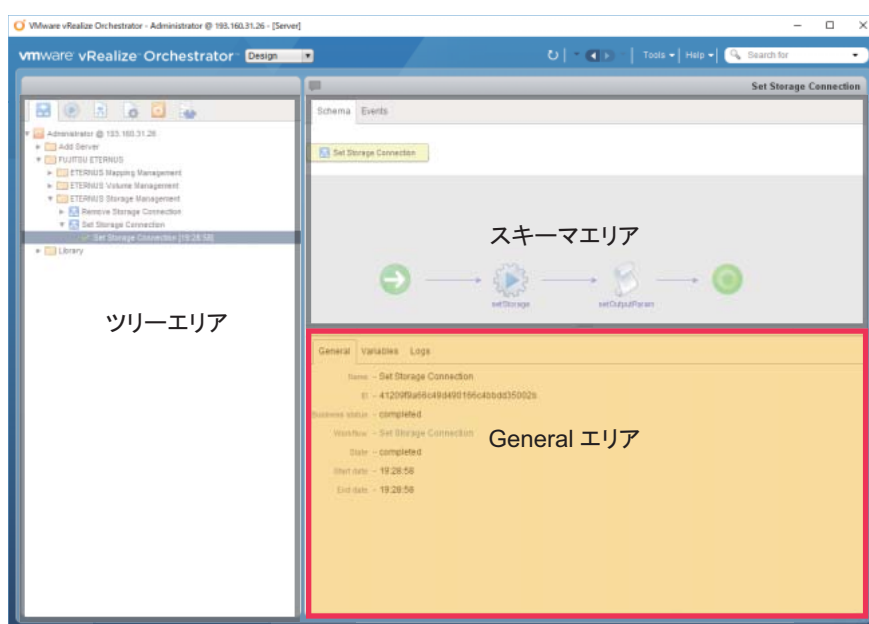 VMware vRealize Orchestrator - Administrator @ 193.160.31.26 - [Server]
vmware vRealize Orchestrator Design
Tools Help Search for
Set Storage Connection
Schema Events
Administrator @ 193.160.31.26
Add Server
FUJITSU ETERNUS
ETERNUS Mapping Management
ETERNUS Volume Management
ETERNUS Storage Management
Remove Storage Connection
Set Storage Connection
Set Storage Connection [19:28:58]
Library
ツリーエリア
Set Storage Connection
スキーマエリア
setStorage setOutputParam
General Variables Logs
Name - Set Storage Connection
ID -
Business status - completed
Workflow - Set Storage Connection
General エリア
State - completed
Start date - 19:28:58
End date - 19:28:58